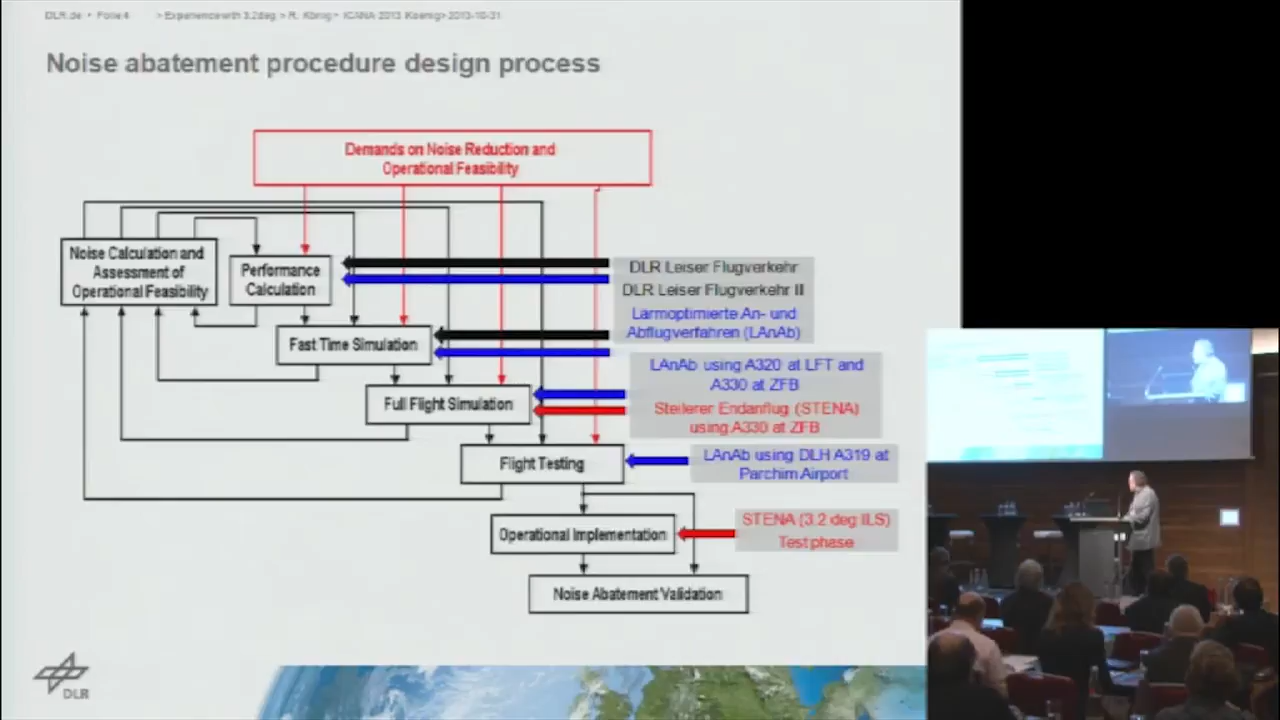 DLR.de • Folie 4 > Experience with 3.2deg > R. König > ICANA 2013 Koenig > 2013-10-31
Noise abatement procedure design process
Demands on Noise Reduction and
Operational Feasibility
Noise Calculation and
Assessment of
Operational Feasibility
Performance
Calculation
DLR Leiser Flugverkehr
DLR Leiser Flugverkehr II
Lärmoptimierte An- und
Abflugverfahren (LAnAb)
Fast Time Simulation
LAnAb using A320 at LFT and
A330 at ZFB
Full Flight Simulation
Steilerer Endanflug (STENA)
using A330 at ZFB
Flight Testing
LAnAb using DLH A319 at
Parchim Airport
Operational Implementation
STENA (3.2 deg ILS)
Test phase
Noise Abatement Validation
DLR